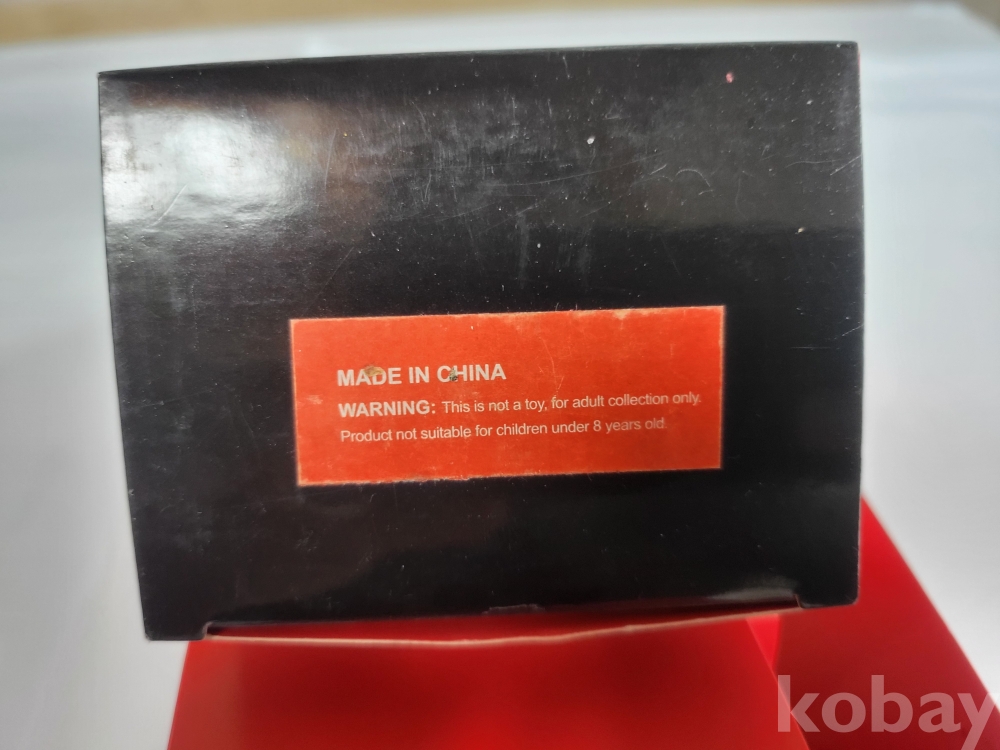 MADE IN CHINA
WARNING: This is not a toy, for adult collection only.
Product not suitable for children under 8 years old.
kobay